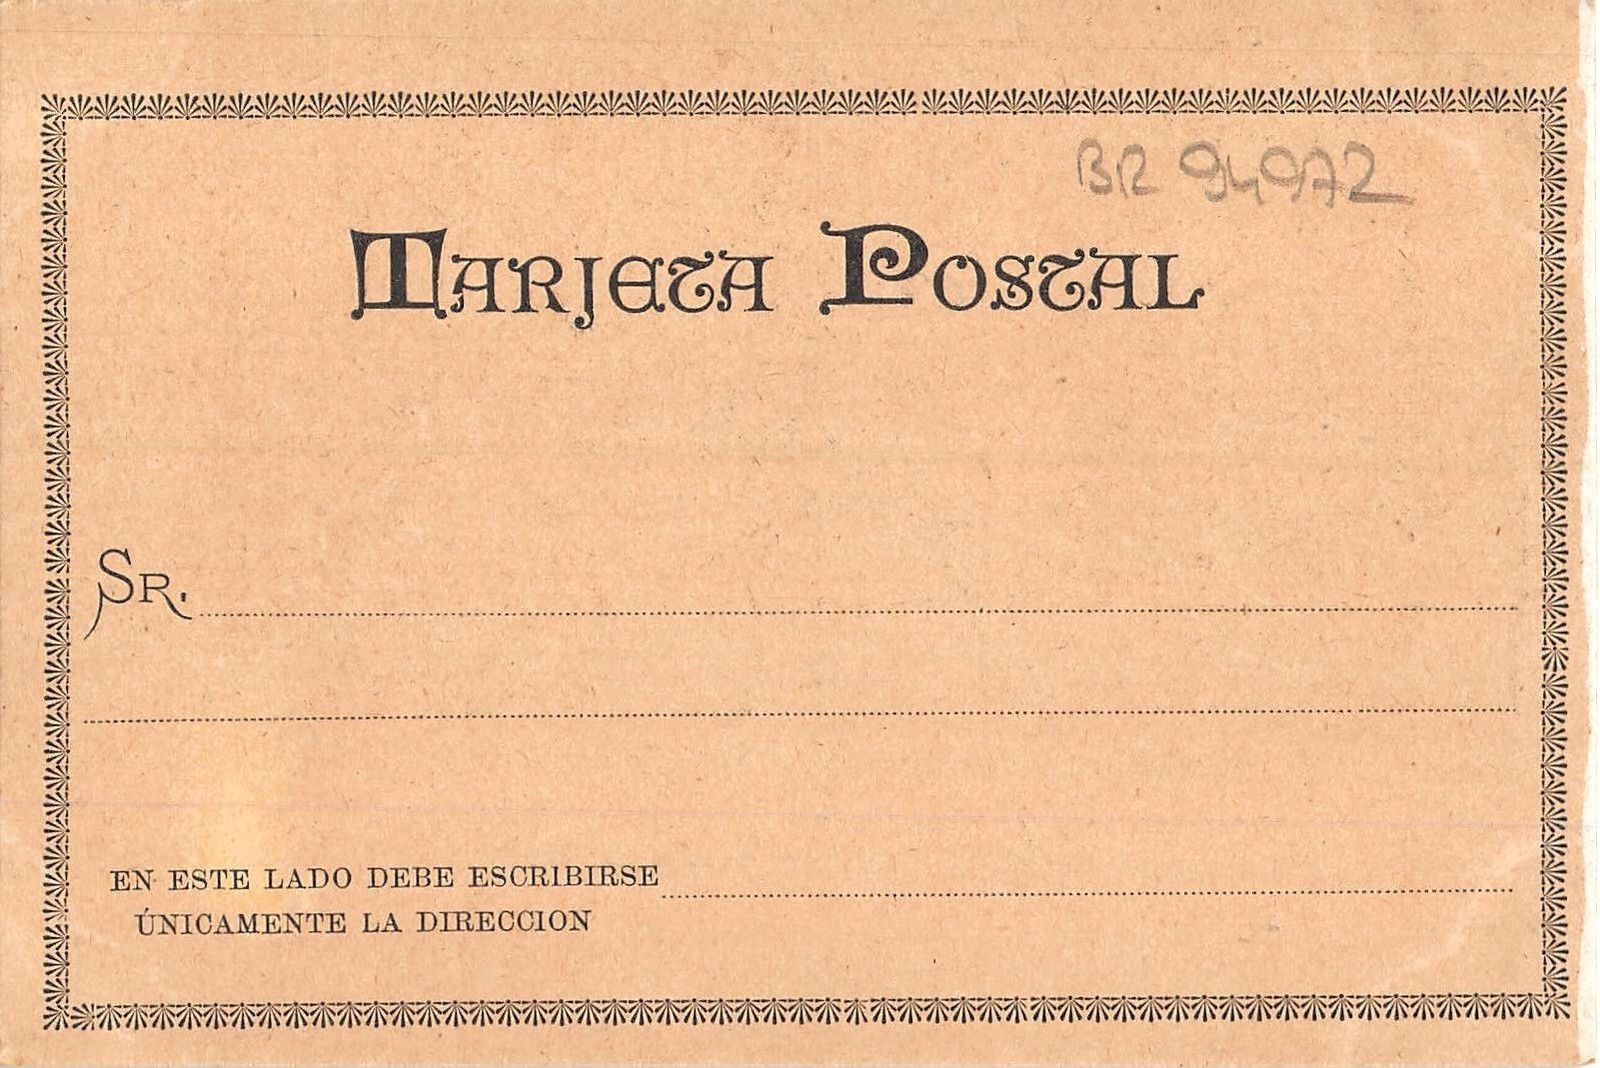 BR 94972
TARJETA POSTAL
SR.
EN ESTE LADO DEBE ESCRIBIRSE
ÚNICAMENTE LA DIRECCION